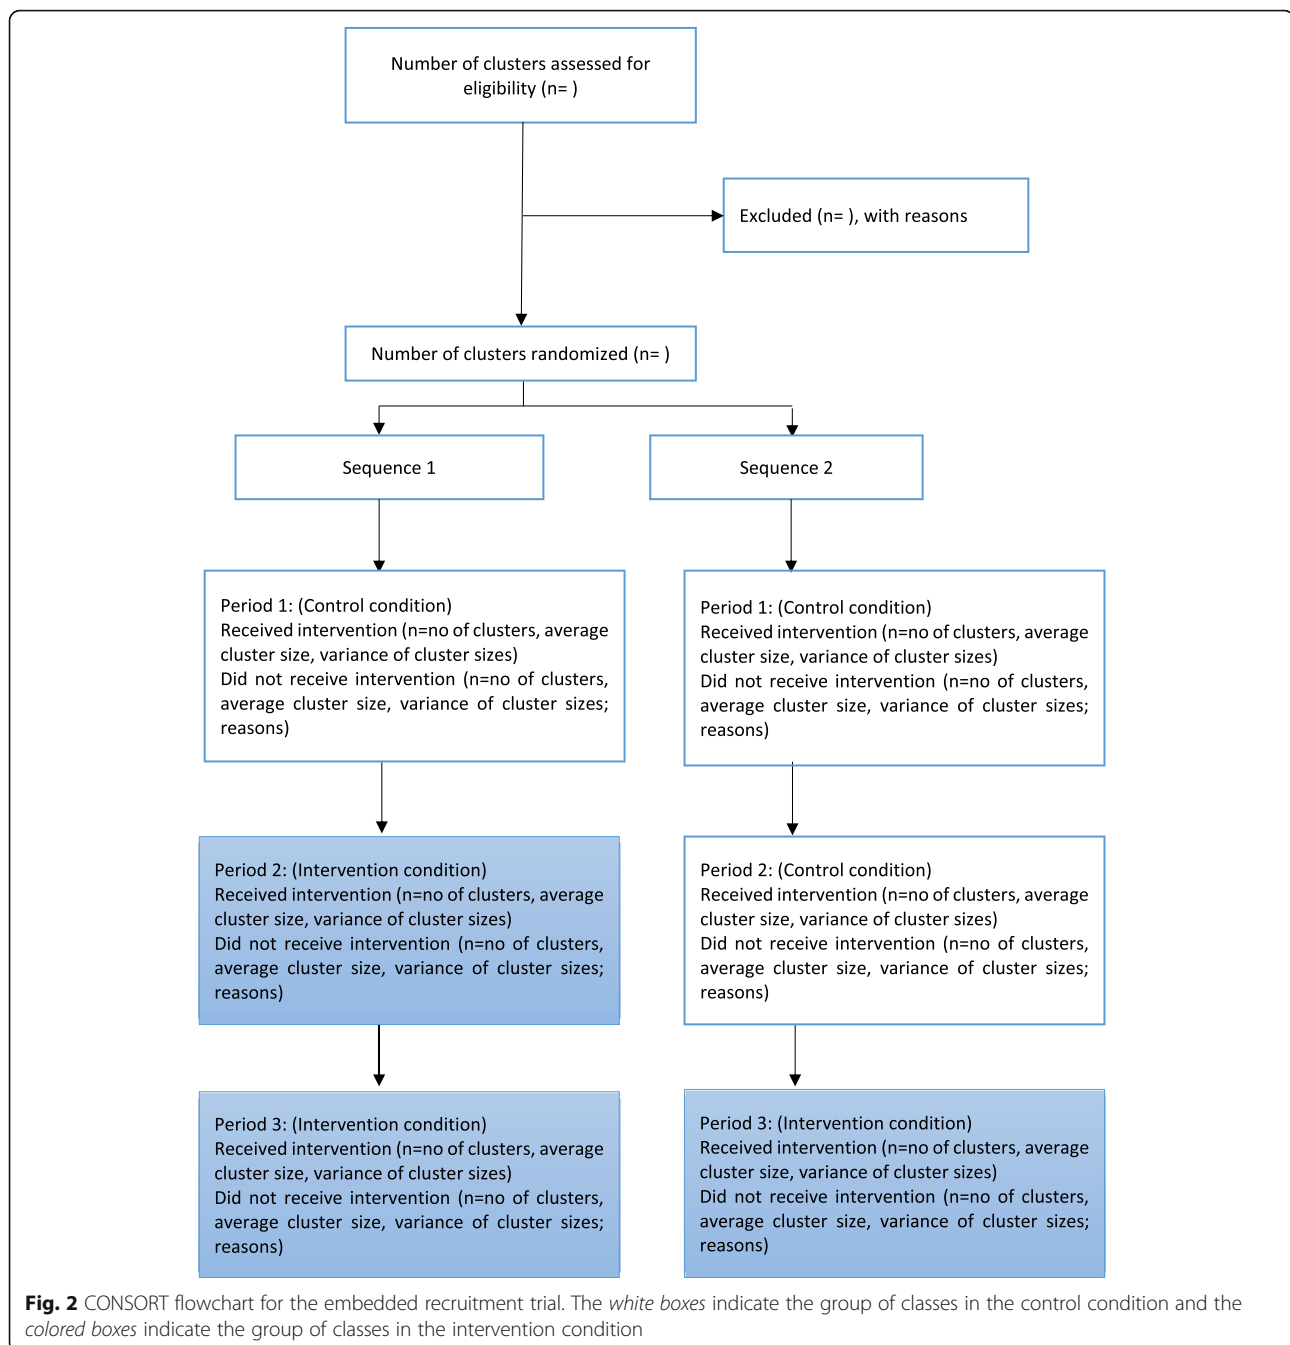 Number of clusters assessed for
eligibility (n= )
Excluded (n= ), with reasons
Number of clusters randomized (n= )
Sequence 1
Sequence 2
Period 1: (Control condition)
Received intervention (n=no of clusters, average
cluster size, variance of cluster sizes)
Did not receive intervention (n=no of clusters,
average cluster size, variance of cluster sizes;
reasons)
Period 1: (Control condition)
Received intervention (n=no of clusters, average
cluster size, variance of cluster sizes)
Did not receive intervention (n=no of clusters,
average cluster size, variance of cluster sizes;
reasons)
Period 2: (Intervention condition)
Received intervention (n=no of clusters, average
cluster size, variance of cluster sizes)
Did not receive intervention (n=no of clusters,
average cluster size, variance of cluster sizes;
reasons)
Period 2: (Control condition)
Received intervention (n=no of clusters, average
cluster size, variance of cluster sizes)
Did not receive intervention (n=no of clusters,
average cluster size, variance of cluster sizes;
reasons)
Period 3: (Intervention condition)
Received intervention (n=no of clusters, average
cluster size, variance of cluster sizes)
Did not receive intervention (n=no of clusters,
average cluster size, variance of cluster sizes;
reasons)
Period 3: (Intervention condition)
Received intervention (n=no of clusters, average
cluster size, variance of cluster sizes)
Did not receive intervention (n=no of clusters,
average cluster size, variance of cluster sizes;
reasons)
Fig. 2 CONSORT flowchart for the embedded recruitment trial. The white boxes indicate the group of classes in the control condition and the
colored boxes indicate the group of classes in the intervention condition